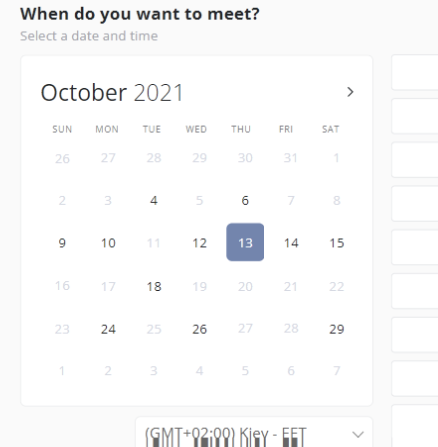 When do you want to meet?
Select a date and time
October 2021
SUN MON TUE WED THU FRI SAT
26 27 28 29 30 31 1
2 3 4 5 6 7 8
9 10 11 12 13 14 15
16 17 18 19 20 21 22
23 24 25 26 27 28 29
1 2 3 4 5 6 7
(GMT+02:00) Kiev - EET